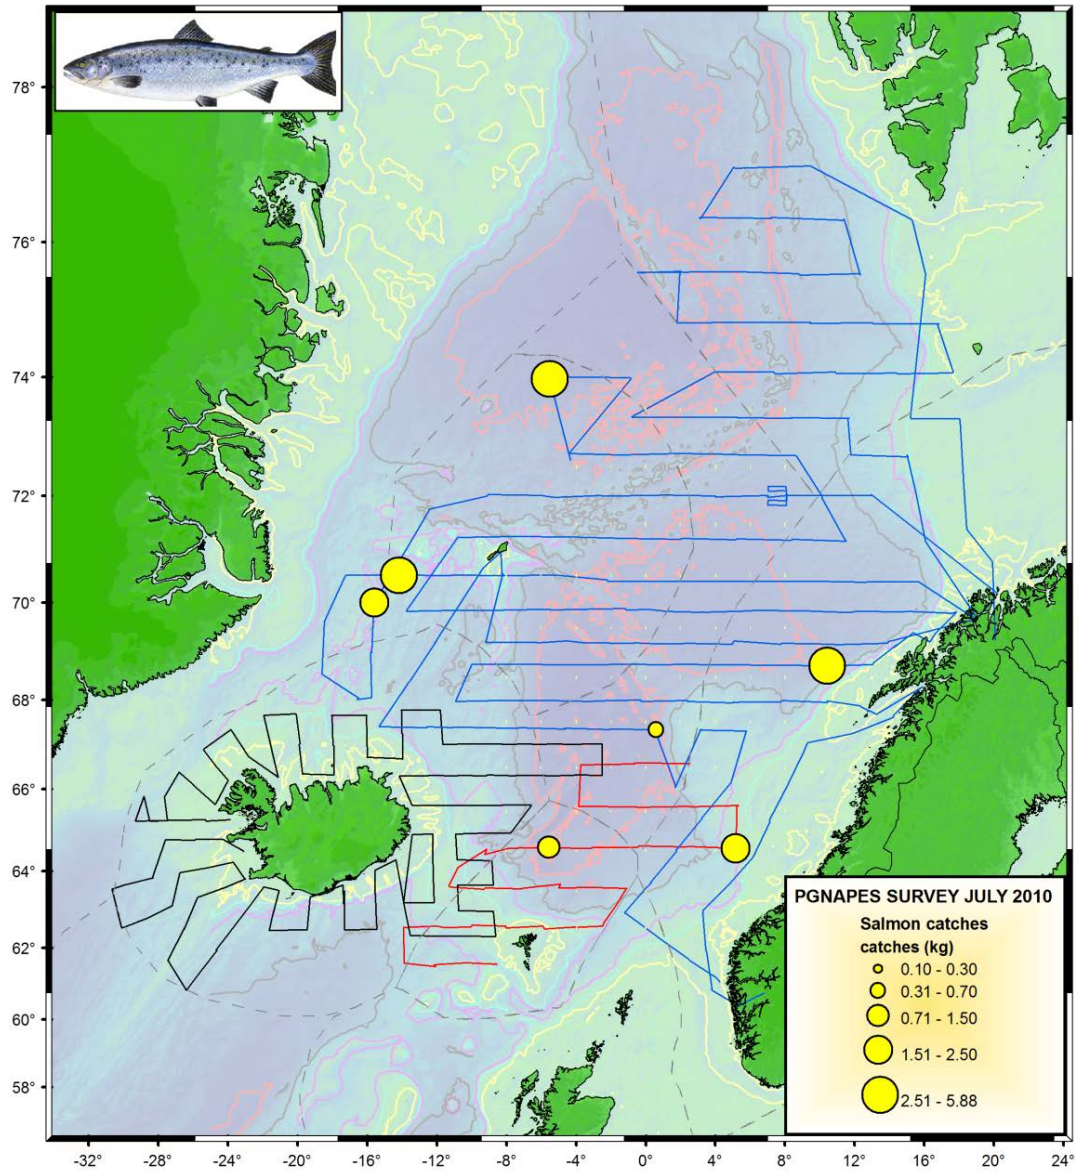 78°
76°
74°
72°
70°
68°
66°
64°
62°
60°
58°
PGNAPES SURVEY JULY 2010
Salmon catches
catches (kg)
0.10 - 0.30
0.31 - 0.70
0.71 - 1.50
1.51 - 2.50
2.51 - 5.88
-32° -28° -24° -20° -16° -12° -8° -4° 0° 4° 8° 12° 16° 20° 24°